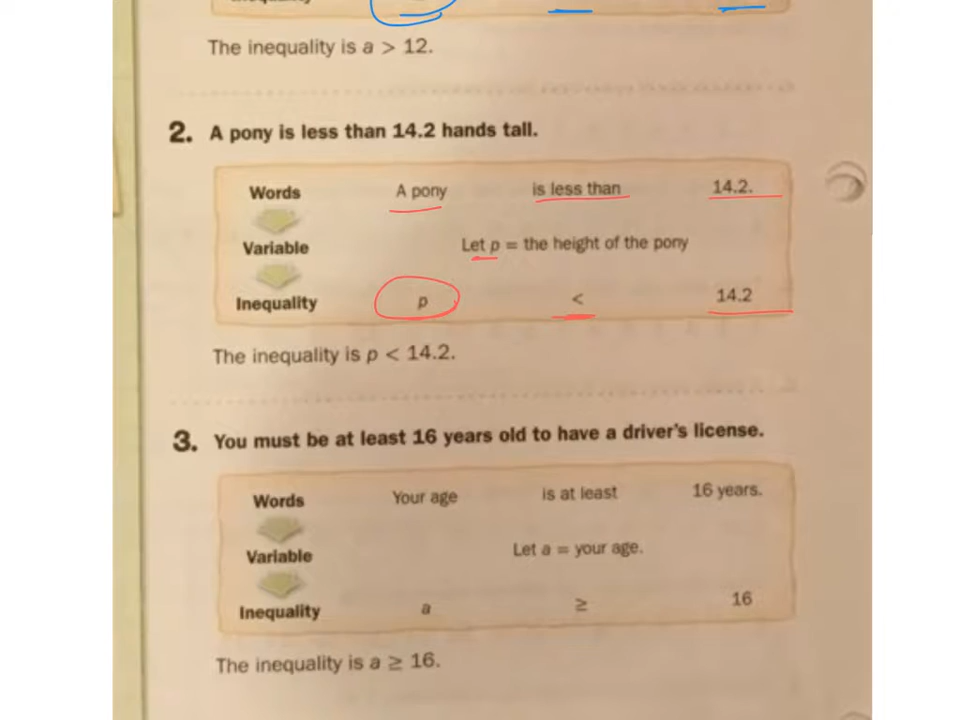 The inequality is a > 12.
2. A pony is less than 14.2 hands tall.
Words A pony is less than 14.2.
Variable Let p = the height of the pony
Inequality p < 14.2
The inequality is p < 14.2.
3. You must be at least 16 years old to have a driver's license.
Words Your age is at least 16 years.
Variable Let a = your age.
Inequality a ≥ 16
The inequality is a ≥ 16.